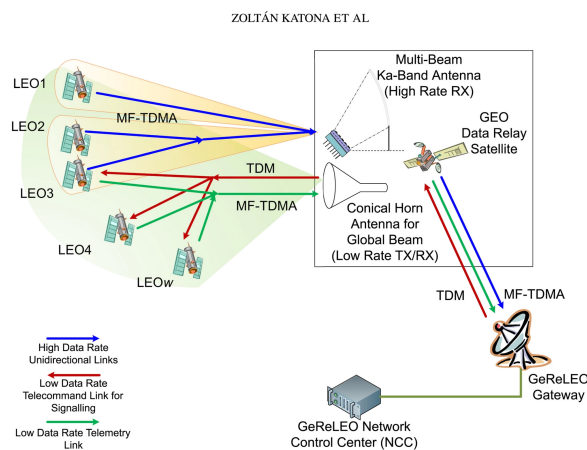 ZOLTÁN KATONA ET AL
LEO1
LEO2
LEO3
LEO4
LEOw
MF-TDMA
TDM
MF-TDMA
Multi-Beam
Ka-Band Antenna
(High Rate RX)
GEO
Data Relay
Satellite
Conical Horn
Antenna for
Global Beam
(Low Rate TX/RX)
TDM
MF-TDMA
GeReLEO
Gateway
GeReLEO Network
Control Center (NCC)
High Data Rate
Unidirectional Links
Low Data Rate
Telecommand Link for
Signalling
Low Data Rate Telemetry
Link